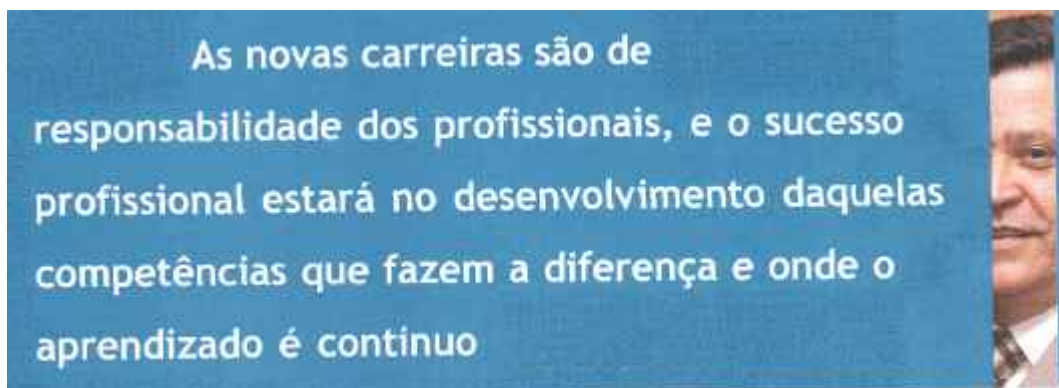 As novas carreiras são de
responsabilidade dos profissionais, e o sucesso
profissional estará no desenvolvimento daquelas
competências que fazem a diferença e onde o
aprendizado é continuo